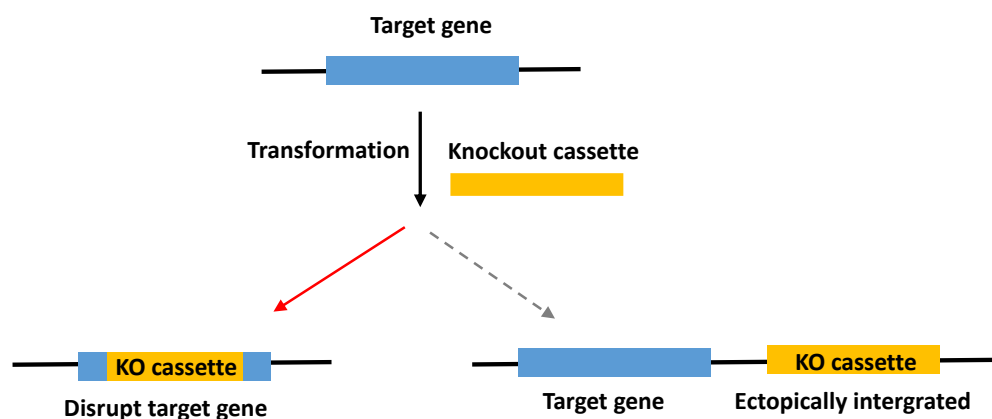 Target gene
Transformation
Knockout cassette
KO cassette
KO cassette
Disrupt target gene
Target gene
Ectopically intergrated